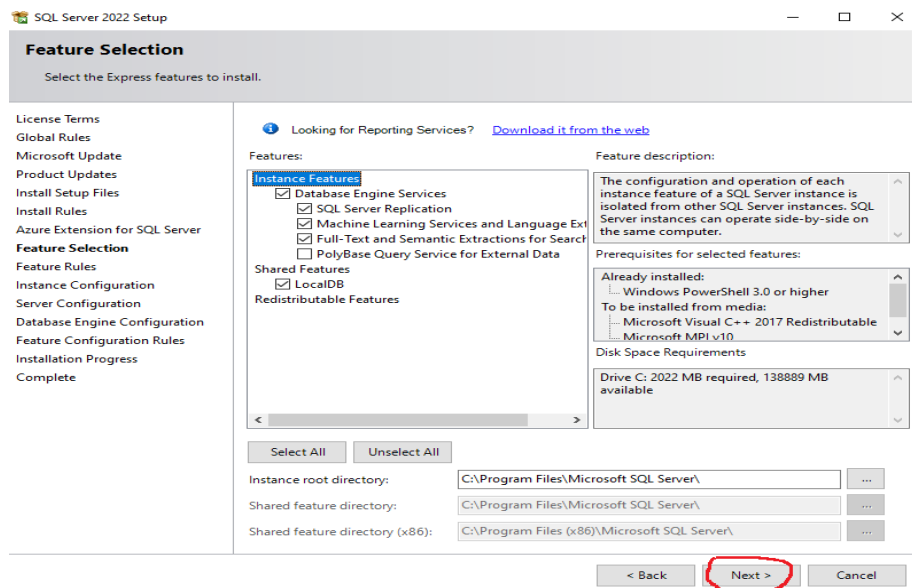 SQL Server 2022 Setup
Feature Selection
Select the Express features to install.
License Terms
Global Rules
Microsoft Update
Product Updates
Install Setup Files
Install Rules
Azure Extension for SQL Server
Feature Selection
Feature Rules
Instance Configuration
Server Configuration
Database Engine Configuration
Feature Configuration Rules
Installation Progress
Complete
Looking for Reporting Services? Download it from the web
Features:
Instance Features
Database Engine Services
SQL Server Replication
Machine Learning Services and Language Ext
Full-Text and Semantic Extractions for Search
PolyBase Query Service for External Data
Shared Features
LocalDB
Redistributable Features
Feature description:
The configuration and operation of each
instance feature of a SQL Server instance is
isolated from other SQL Server instances. SQL
Server instances can operate side-by-side on
the same computer.
Prerequisites for selected features:
Already installed:
Windows PowerShell 3.0 or higher
To be installed from media:
Microsoft Visual C++ 2017 Redistributable
Microsoft MPI v10
Disk Space Requirements
Drive C: 2022 MB required, 138889 MB
available
Select All
Unselect All
Instance root directory:
C:\Program Files\Microsoft SQL Server\
...
Shared feature directory:
C:\Program Files\Microsoft SQL Server\
...
Shared feature directory (x86):
C:\Program Files (x86)\Microsoft SQL Server\
...
< Back
Next >
Cancel